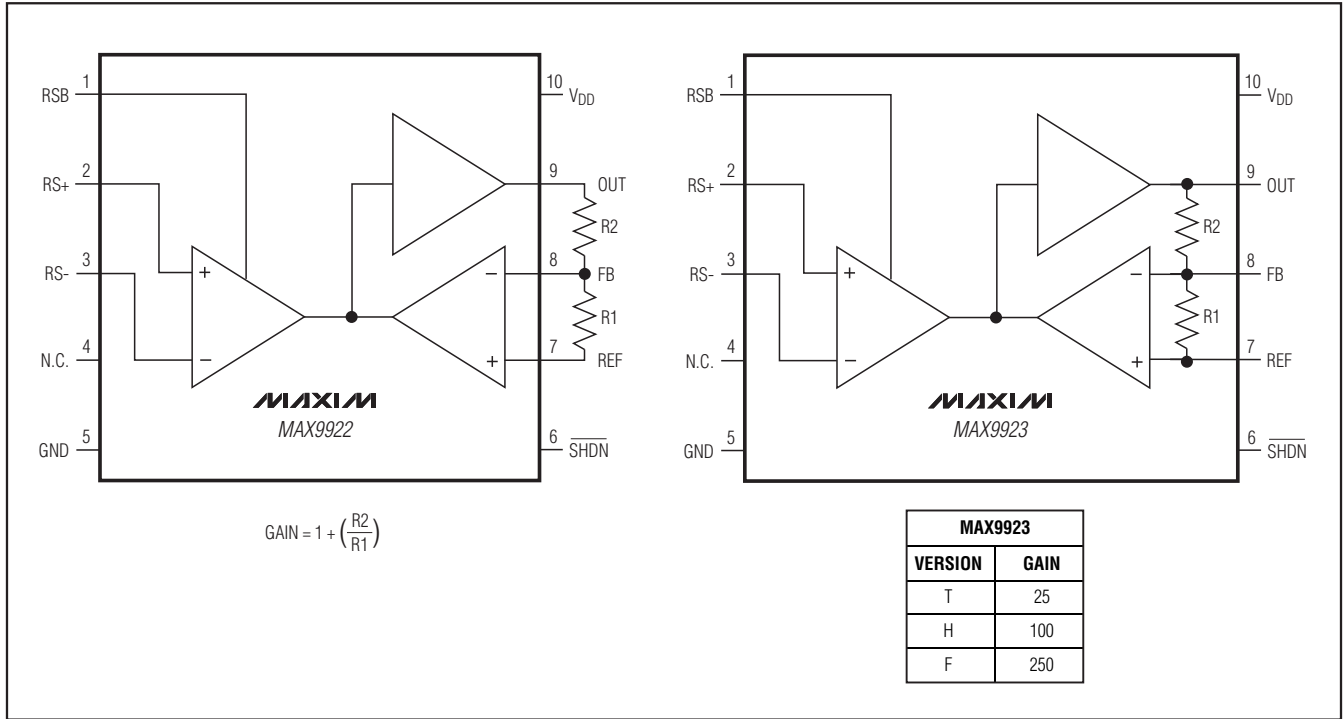 RSB 1
RS+ 2
RS- 3
N.C. 4
GND 5
10 VDD
9 OUT
R2
8 FB
R1
7 REF
6 SHDN
+
−
−
+
MAXIM
MAX9922
GAIN = 1 + (R2/R1)
RSB 1
RS+ 2
RS- 3
N.C. 4
GND 5
10 VDD
9 OUT
R2
8 FB
R1
7 REF
6 SHDN
+
−
−
+
MAXIM
MAX9923
MAX9923
VERSION GAIN
T 25
H 100
F 250